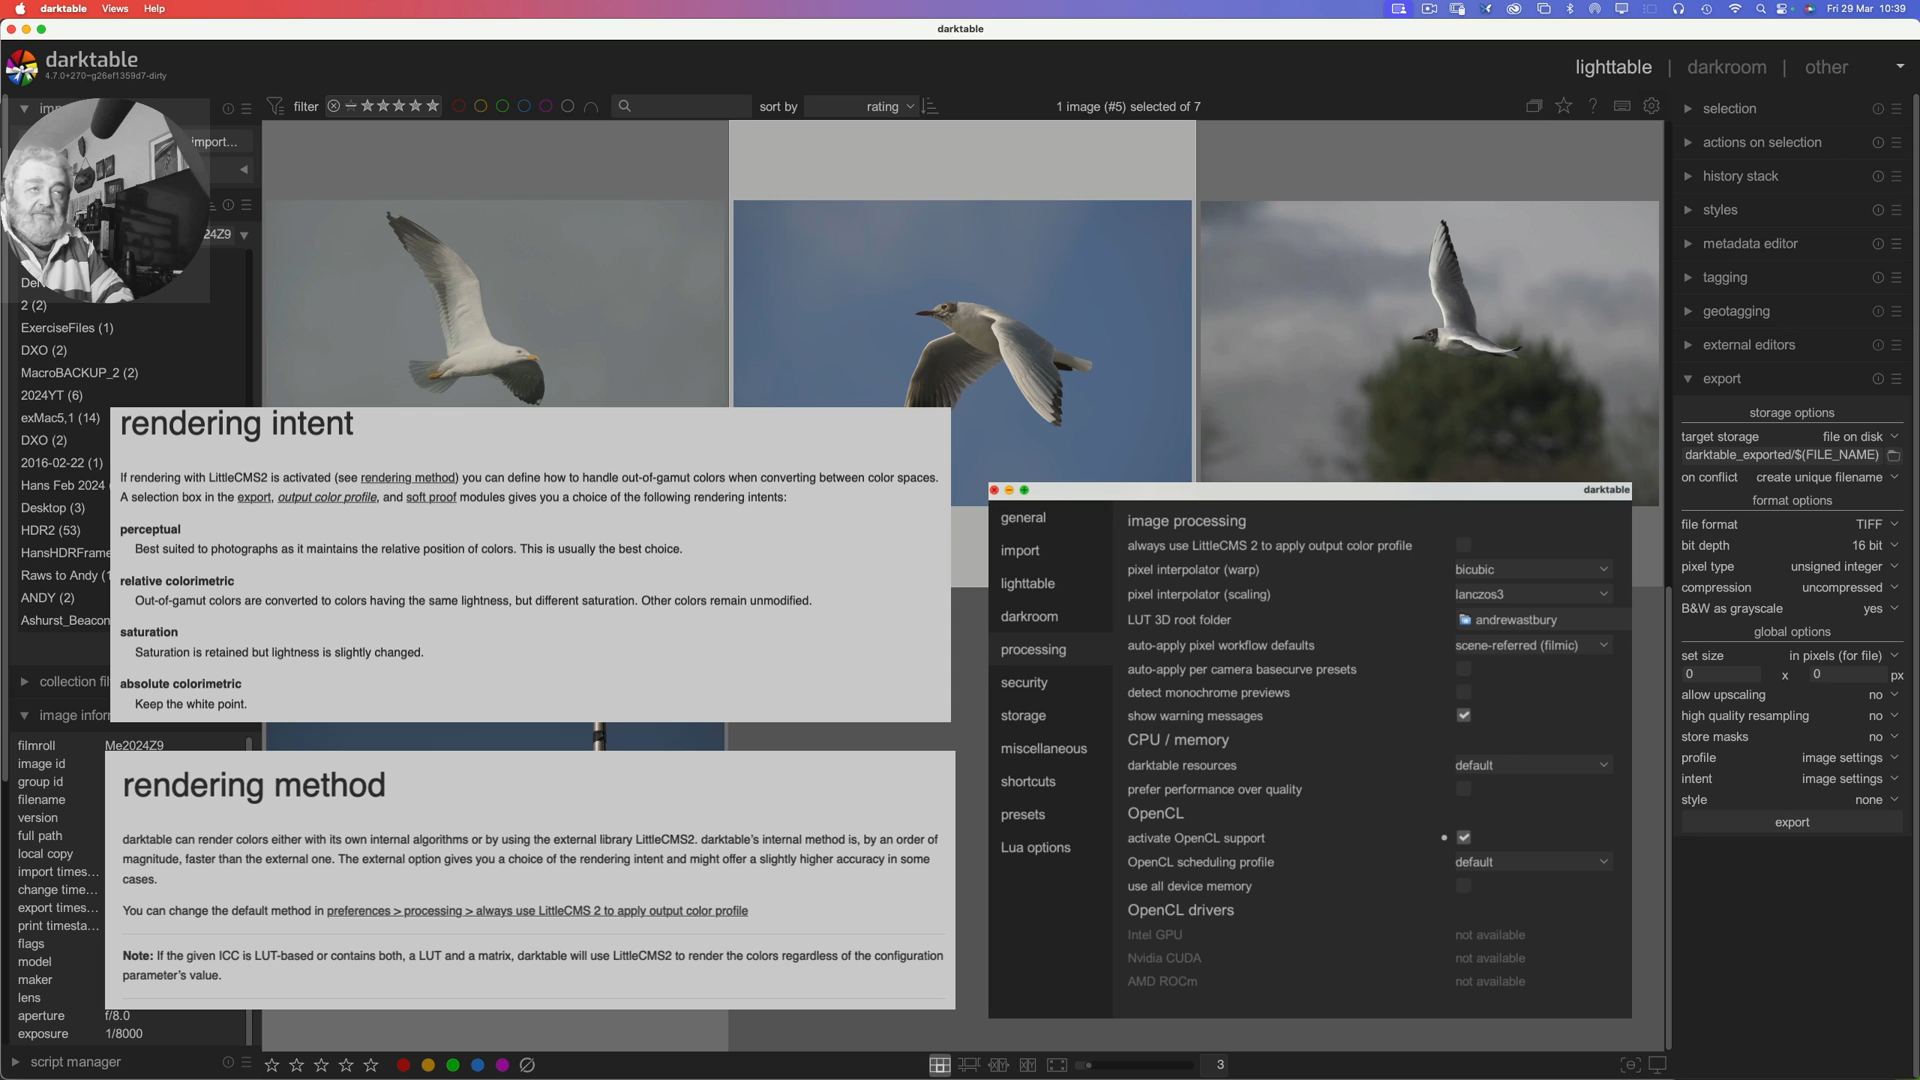 darktable Views Help
Fri 29 Mar 10:39
darktable
darktable
4.7.0+270~g26ef1359d7-dirty
lighttable | darkroom | other
filter
sort by rating
1 image (#5) selected of 7
import...
24Z9
2 (2)
ExerciseFiles (1)
DXO (2)
MacroBACKUP_2 (2)
2024YT (6)
exMac5,1 (14)
DXO (2)
2016-02-22 (1)
Hans Feb 2024
Desktop (3)
HDR2 (53)
HansHDRFrame
Raws to Andy (1
ANDY (2)
Ashurst_Beacon
collection fil
image infor
filmroll Me2024Z9
image id
group id
filename
version
full path
local copy
import times...
change time...
export times...
print timesta...
flags
model
maker
lens
aperture f/8.0
exposure 1/8000
script manager
rendering intent
If rendering with LittleCMS2 is activated (see rendering method) you can define how to handle out-of-gamut colors when converting between color spaces.
A selection box in the export, output color profile, and soft proof modules gives you a choice of the following rendering intents:
perceptual
Best suited to photographs as it maintains the relative position of colors. This is usually the best choice.
relative colorimetric
Out-of-gamut colors are converted to colors having the same lightness, but different saturation. Other colors remain unmodified.
saturation
Saturation is retained but lightness is slightly changed.
absolute colorimetric
Keep the white point.
rendering method
darktable can render colors either with its own internal algorithms or by using the external library LittleCMS2. darktable's internal method is, by an order of
magnitude, faster than the external one. The external option gives you a choice of the rendering intent and might offer a slightly higher accuracy in some
cases.
You can change the default method in preferences > processing > always use LittleCMS 2 to apply output color profile
Note: If the given ICC is LUT-based or contains both, a LUT and a matrix, darktable will use LittleCMS2 to render the colors regardless of the configuration
parameter's value.
darktable
general
import
lighttable
darkroom
processing
security
storage
miscellaneous
shortcuts
presets
Lua options
image processing
always use LittleCMS 2 to apply output color profile
pixel interpolator (warp) bicubic
pixel interpolator (scaling) lanczos3
LUT 3D root folder andrewastbury
auto-apply pixel workflow defaults scene-referred (filmic)
auto-apply per camera basecurve presets
detect monochrome previews
show warning messages
CPU / memory
darktable resources default
prefer performance over quality
OpenCL
activate OpenCL support
OpenCL scheduling profile default
use all device memory
OpenCL drivers
Intel GPU not available
Nvidia CUDA not available
AMD ROCm not available
selection
actions on selection
history stack
styles
metadata editor
tagging
geotagging
external editors
export
storage options
target storage file on disk
darktable_exported/$(FILE_NAME)
on conflict create unique filename
format options
file format TIFF
bit depth 16 bit
pixel type unsigned integer
compression uncompressed
B&W as grayscale yes
global options
set size in pixels (for file)
0 x 0 px
allow upscaling no
high quality resampling no
store masks no
profile image settings
intent image settings
style none
export
3